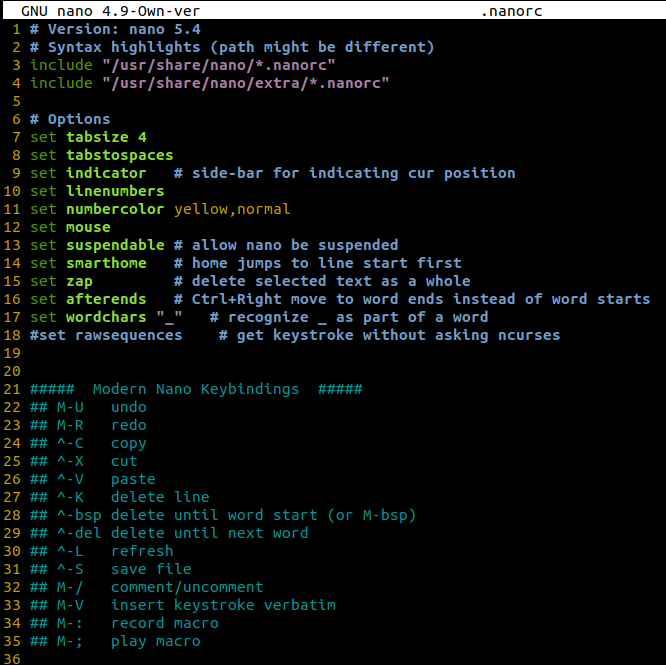 GNU nano 4.9-Own-ver .nanorc
1 # Version: nano 5.4
2 # Syntax highlights (path might be different)
3 include "/usr/share/nano/*.nanorc"
4 include "/usr/share/nano/extra/*.nanorc"
5
6 # Options
7 set tabsize 4
8 set tabstospaces
9 set indicator   # side-bar for indicating cur position
10 set linenumbers
11 set numbercolor yellow,normal
12 set mouse
13 set suspendable # allow nano be suspended
14 set smarthome   # home jumps to line start first
15 set zap         # delete selected text as a whole
16 set afterends   # Ctrl+Right move to word ends instead of word starts
17 set wordchars "_"   # recognize _ as part of a word
18 #set rawsequences    # get keystroke without asking ncurses
19
20
21 #####  Modern Nano Keybindings  #####
22 ## M-U   undo
23 ## M-R   redo
24 ## ^-C   copy
25 ## ^-X   cut
26 ## ^-V   paste
27 ## ^-K   delete line
28 ## ^-bsp delete until word start (or M-bsp)
29 ## ^-del delete until next word
30 ## ^-L   refresh
31 ## ^-S   save file
32 ## M-/   comment/uncomment
33 ## M-V   insert keystroke verbatim
34 ## M-:   record macro
35 ## M-;   play macro
36